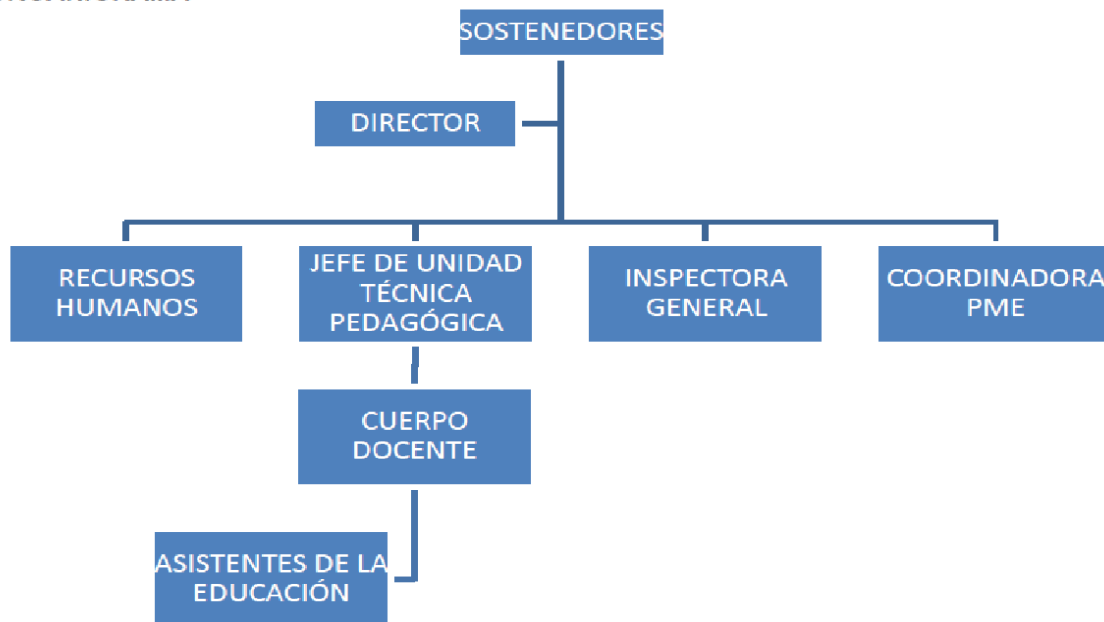 SOSTENEDORES
DIRECTOR
RECURSOS
HUMANOS
JEFE DE UNIDAD
TÉCNICA
PEDAGÓGICA
INSPECTORA
GENERAL
COORDINADORA
PME
CUERPO
DOCENTE
ASISTENTES DE LA
EDUCACIÓN